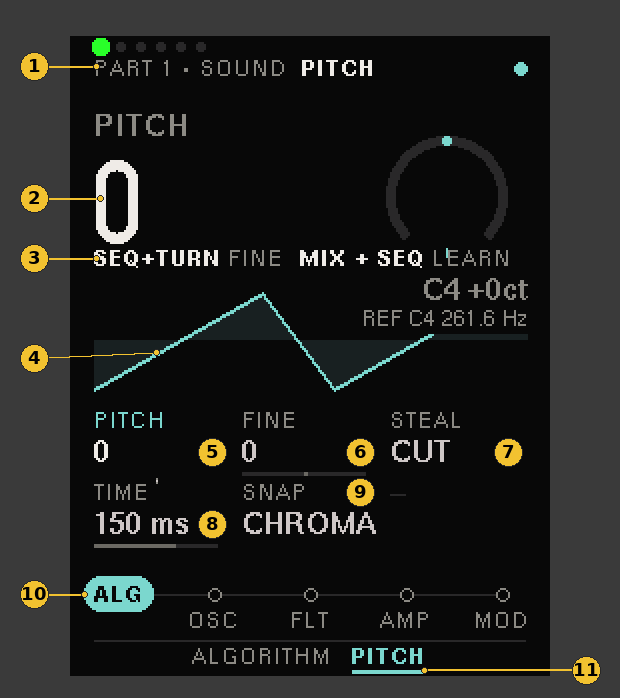 1 PART 1 · SOUND PITCH
PITCH
2 0
3 SEQ+TURN FINE MIX + SEQ LEARN
C4 +0ct
REF C4 261.6 Hz
4
PITCH FINE STEAL
0 5 0 6 CUT 7
TIME SNAP 9 —
150 ms 8 CHROMA
10 ALG
OSC FLT AMP MOD
ALGORITHM PITCH 11